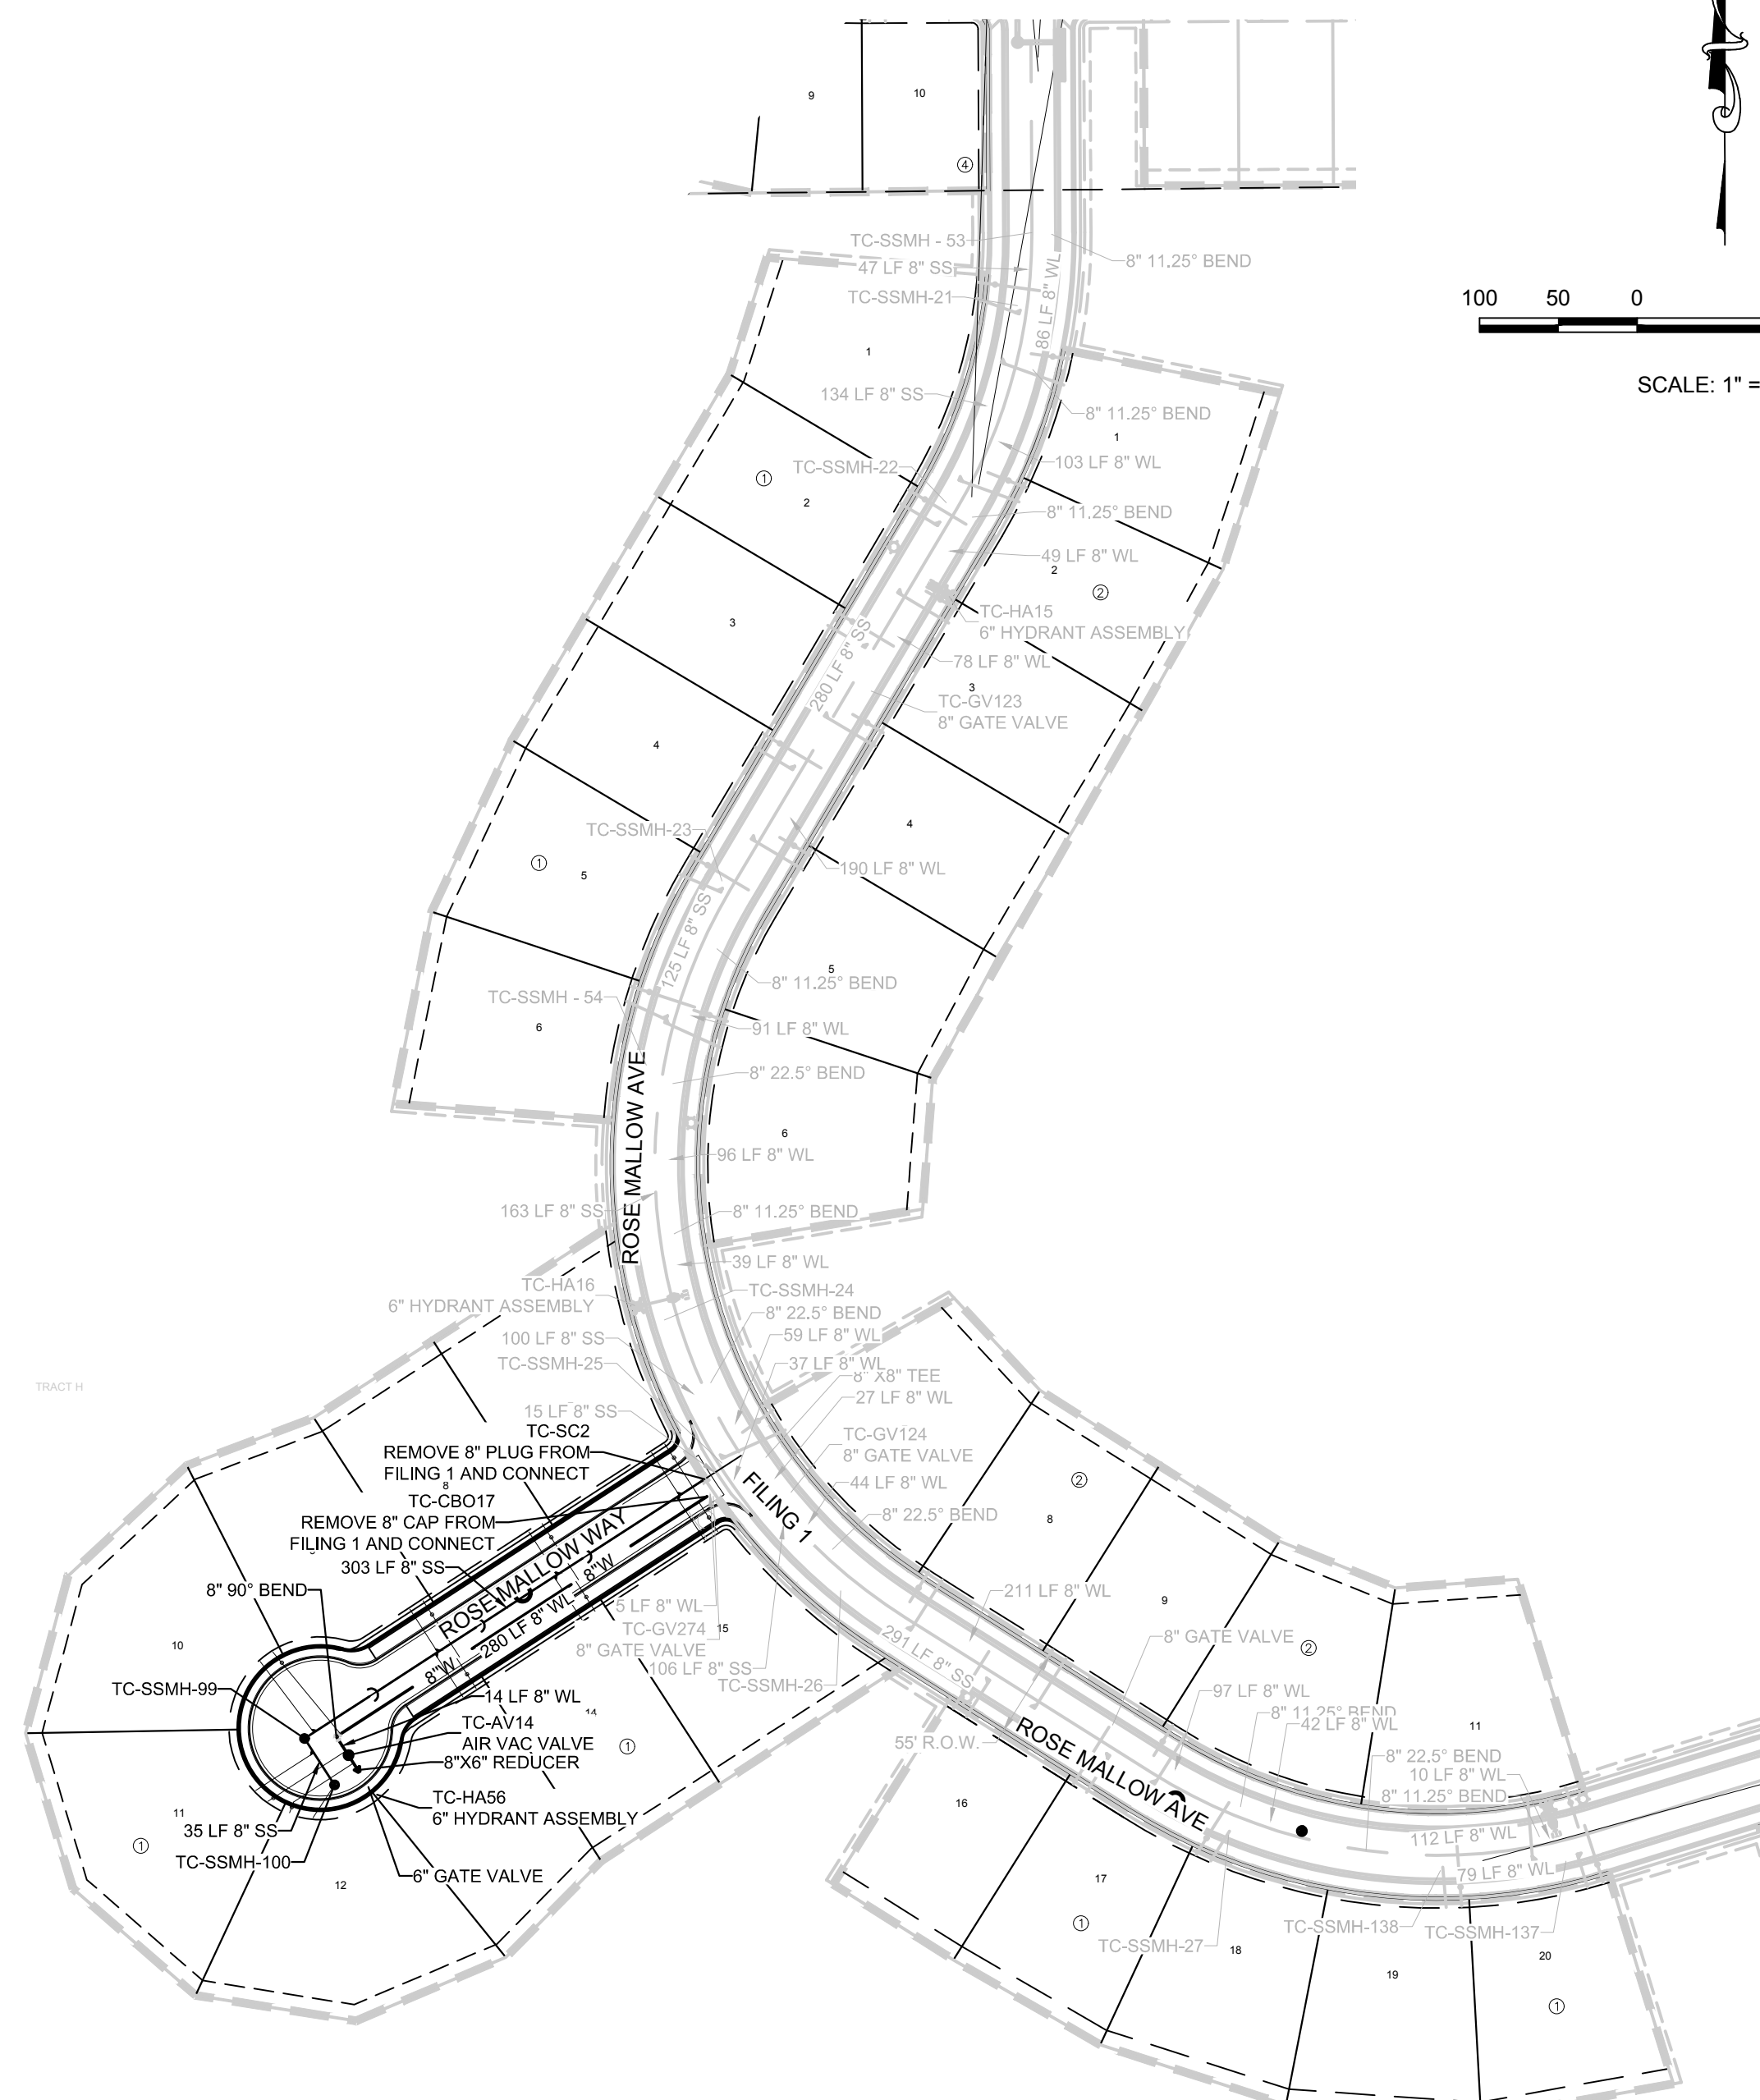 9
10
④
100 50 0
SCALE: 1" =
TC-SSMH - 53
47 LF 8" SS
TC-SSMH-21
8" 11.25° BEND
86 LF 8" WL
1
134 LF 8" SS
8" 11.25° BEND
1
TC-SSMH-22
103 LF 8" WL
①
2
8" 11.25° BEND
49 LF 8" WL
2
②
TC-HA15
6" HYDRANT ASSEMBLY
3
280 LF 8" SS
78 LF 8" WL
3
TC-GV123
8" GATE VALVE
4
TC-SSMH-23
4
①
5
190 LF 8" WL
125 LF 8" SS
5
8" 11.25° BEND
TC-SSMH - 54
6
91 LF 8" WL
8" 22.5° BEND
ROSE MALLOW AVE
6
96 LF 8" WL
163 LF 8" SS
8" 11.25° BEND
39 LF 8" WL
TC-HA16
6" HYDRANT ASSEMBLY
TC-SSMH-24
8" 22.5° BEND
100 LF 8" SS
59 LF 8" WL
TC-SSMH-25
37 LF 8" WL
8" X8" TEE
27 LF 8" WL
TRACT H
15 LF 8" SS
TC-SC2
REMOVE 8" PLUG FROM
FILING 1 AND CONNECT
8
TC-GV124
8" GATE VALVE
44 LF 8" WL
FILING 1
TC-CBO17
REMOVE 8" CAP FROM
FILING 1 AND CONNECT
8" 22.5° BEND
②
8
303 LF 8" SS
8" 90° BEND
ROSE MALLOW WAY
8"W
280 LF 8" WL
8"W
5 LF 8" WL
TC-GV274
8" GATE VALVE
15
106 LF 8" SS
TC-SSMH-26
291 LF 8" SS
211 LF 8" WL
9
8" GATE VALVE
②
10
TC-SSMH-99
14 LF 8" WL
14
TC-AV14
AIR VAC VALVE
8"X6" REDUCER
①
55' R.O.W.
ROSE MALLOW AVE
97 LF 8" WL
8" 11.25° BEND
42 LF 8" WL
11
8" 22.5° BEND
10 LF 8" WL
8" 11.25° BEND
TC-HA56
6" HYDRANT ASSEMBLY
11
①
35 LF 8" SS
TC-SSMH-100
6" GATE VALVE
12
16
112 LF 8" WL
79 LF 8" WL
17
①
TC-SSMH-27
18
TC-SSMH-138
TC-SSMH-137
19
20
①